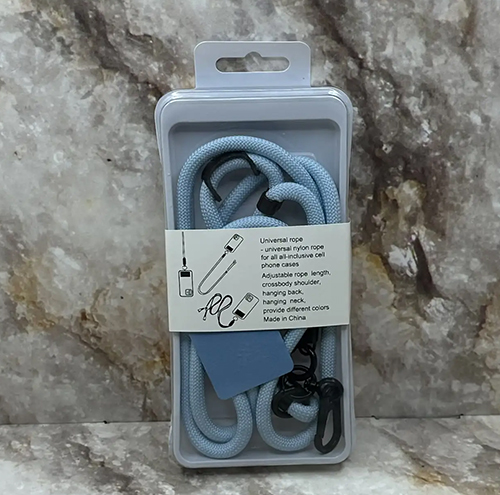 Universal rope
- universal nylon rope
for all all-inclusive cell
phone cases
Adjustable rope length,
crossbody shoulder,
hanging back,
hanging neck,
provide different colors
Made in China